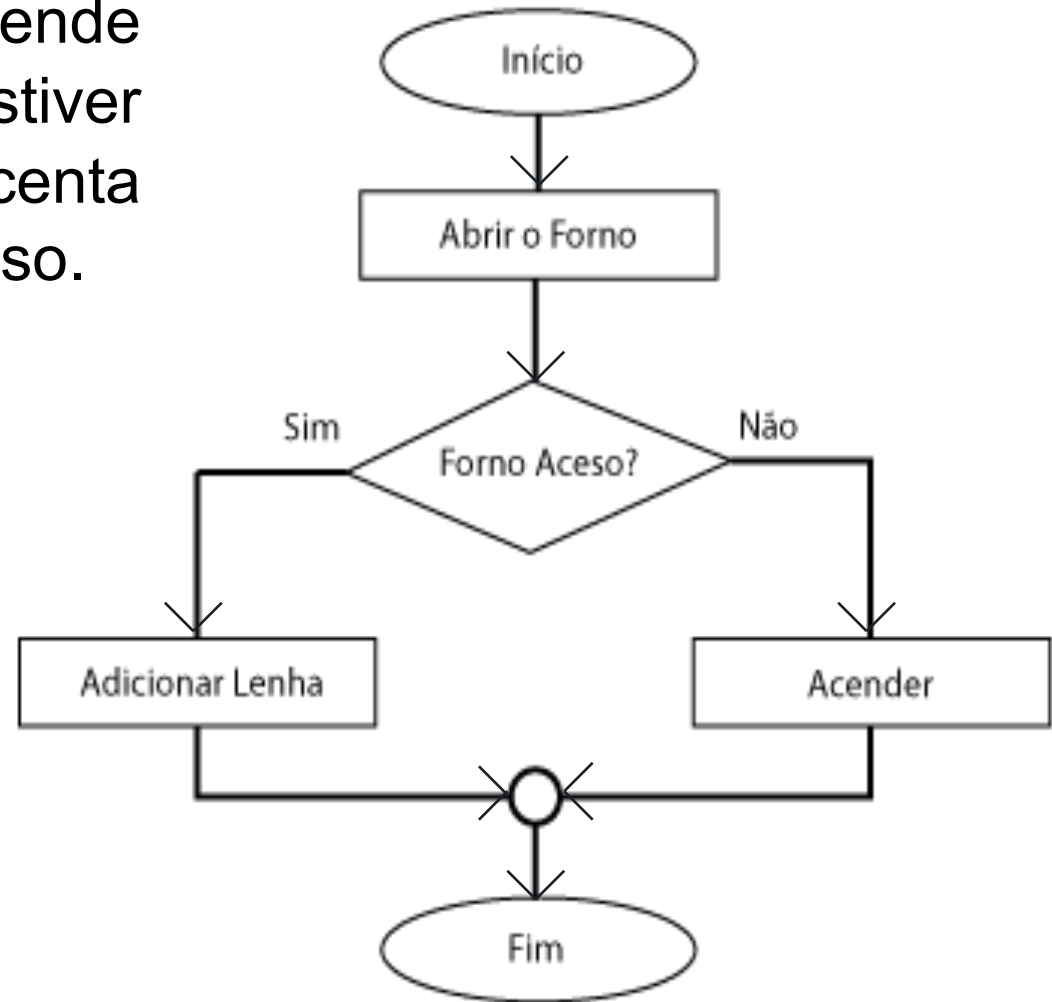 ende
stiver
centa
so.
Início
Abrir o Forno
Sim
Não
Forno Aceso?
Adicionar Lenha
Acender
Fim